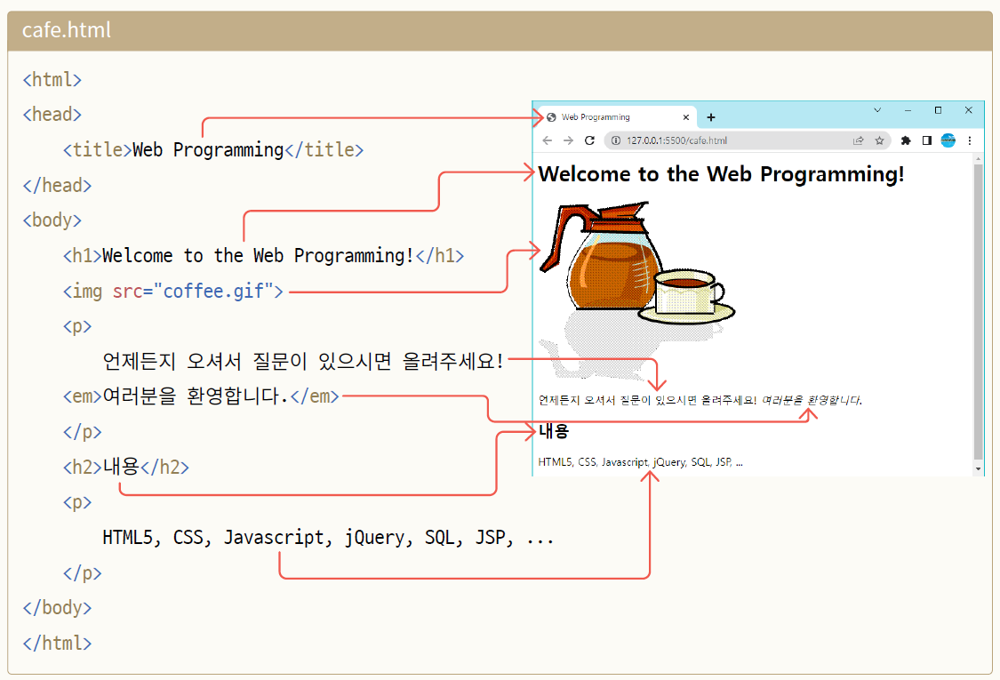 cafe.html
<html>
<head>
<title>Web Programming</title>
</head>
<body>
<h1>Welcome to the Web Programming!</h1>
<img src="coffee.gif">
<p>
언제든지 오셔서 질문이 있으시면 올려주세요!
<em>여러분을 환영합니다.</em>
</p>
<h2>내용</h2>
<p>
HTML5, CSS, Javascript, jQuery, SQL, JSP, ...
</p>
</body>
</html>
Web Programming
127.0.0.1:5500/cafe.html
Welcome to the Web Programming!
언제든지 오셔서 질문이 있으시면 올려주세요! 여러분을 환영합니다.
내용
HTML5, CSS, Javascript, jQuery, SQL, JSP, ...